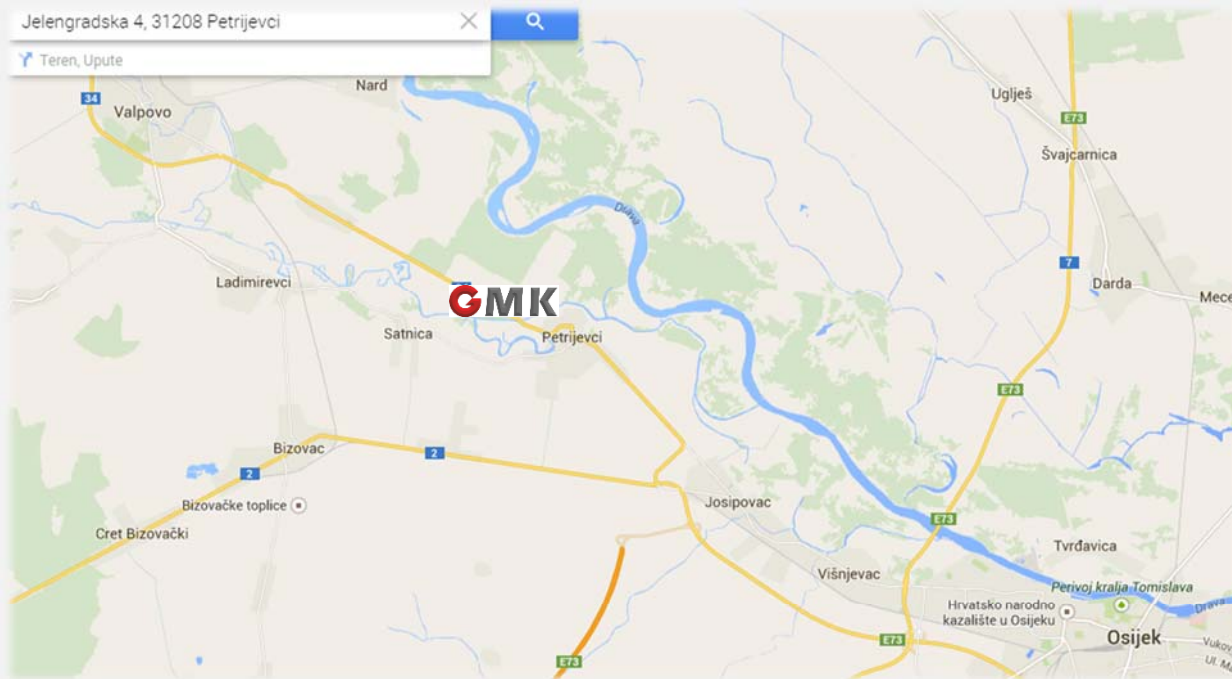 Jelengradska 4, 31208 Petrijevci
Teren, Upute
Nard
34
Valpovo
Uglješ
E73
Švajcarnica
Drava
7
Ladimirevci
Darda
GMK
Satnica
Petrijevci
E73
Bizovac
2
2
Bizovačke toplice
Josipovac
Cret Bizovački
E73
Tvrđavica
Višnjevac
Perivoj kralja Tomislava
Hrvatsko narodno
kazalište u Osijeku
Drava
E73
Osijek
E73